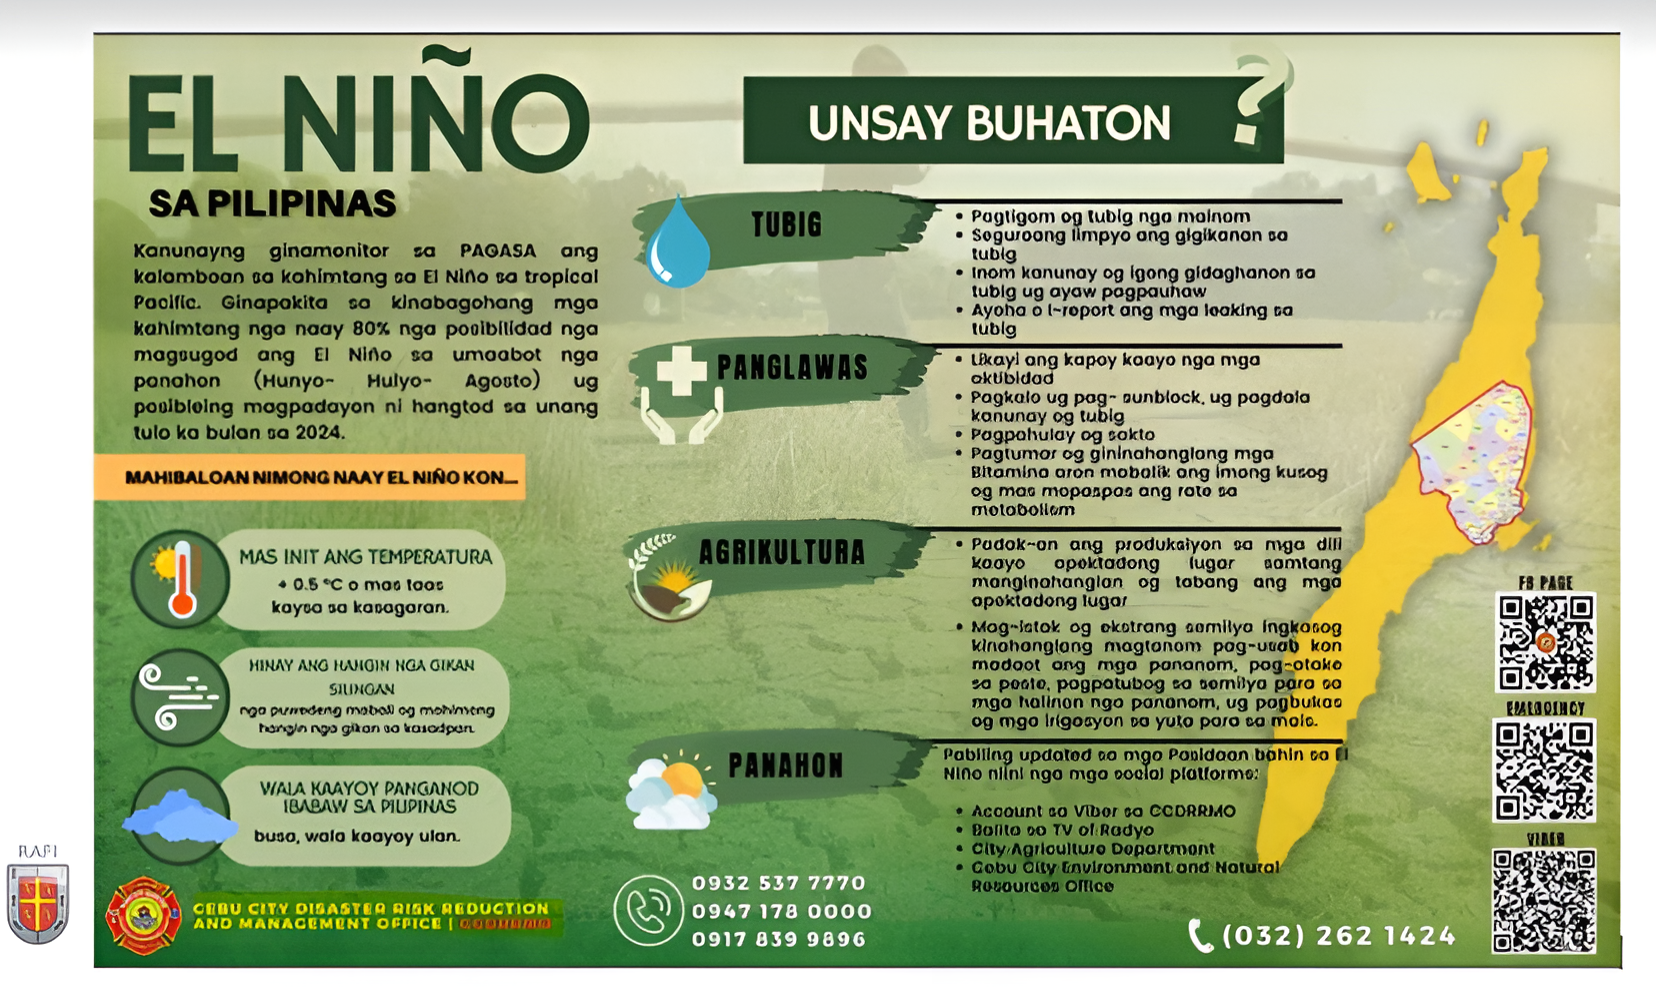 EL NIÑO
SA PILIPINAS
Kanunayng ginamonitor sa PAGASA ang
kalamboan sa kahimtang sa El Niño sa tropical
Pacific. Ginapakita sa kinabagohang mga
kahimtang nga naay 80% nga posibilidad nga
magsugod ang El Niño sa umaabot nga
panahon (Hunyo- Hulyo- Agosto) ug
posibleing magpadayon ni hangtod sa unang
tulo ka bulan sa 2024.
MAHIBALOAN NIMONG NAAY EL NIÑO KON...
MAS INIT ANG TEMPERATURA
+ 0.5 °C o mas taas
kaysa sa kasagaran.
HINAY ANG HANGIN NGA GIKAN
SILINGAN
nga puwedeng mabali og mahimong
hangin nga gikan sa kasadpan.
WALA KAAYOY PANGANOD
IBABAW SA PILIPINAS
busa, wala kaayoy ulan.
RAFI
CEBU CITY DISASTER RISK REDUCTION
AND MANAGEMENT OFFICE |
UNSAY BUHATON ?
TUBIG
• Pagtigom og tubig nga mainom
• Seguroang limpyo ang gigikanan sa
tubig
• Inom kanunay og igong gidaghanon sa
tubig ug ayaw pagpauhaw
• Ayoha o i-report ang mga leaking sa
tubig
PANGLAWAS
• Likayi ang kapoy kaayo nga mga
aktibidad
• Pagkalo ug pag- sunblock, ug pagdala
kanunay og tubig
• Pagpahulay og sakto
• Pagtumar og gininahanglang mga
Bitamina aron mabalik ang imong kusog
og mas mopaspas ang rate sa
metabolism
AGRIKULTURA
• Padak-an ang produksiyon sa mga dili
kaayo apektadong lugar samtang
manginahanglan og tabang ang mga
apektadong lugar
• Mag-istak og ekstrang semilya ingkasog
kinahanglang magtanom pag-usab kon
madaot ang mga pananom, pag-atake
sa peste, pagpatubog sa semilya para sa
mga halinon nga pananom, ug pagbukas
og mga irigasyon sa yuta para sa mais.
PANAHON
Pabiling updated sa mga Pasidaan bahin sa El
Niño niini nga mga social platforms:
• Account sa Viber sa CCDRRMO
• Balita sa TV of Radyo
• City Agriculture Department
• Cebu City Environment and Natural
Resources Office
0932 537 7770
0947 178 0000
0917 839 9896
(032) 262 1424
FB PAGE
EMERGENCY
VIBER